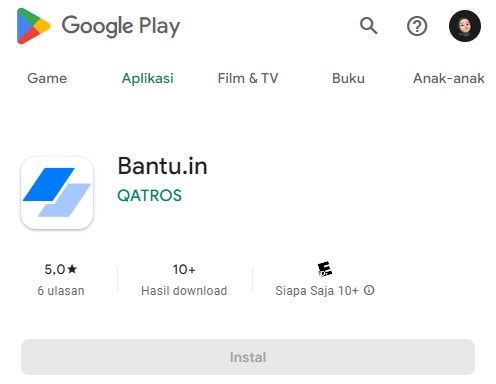 Google Play
Game Aplikasi Film & TV Buku Anak-anak
Bantu.in
QATROS
5,0★ 10+
6 ulasan Hasil download Siapa Saja 10+
Instal